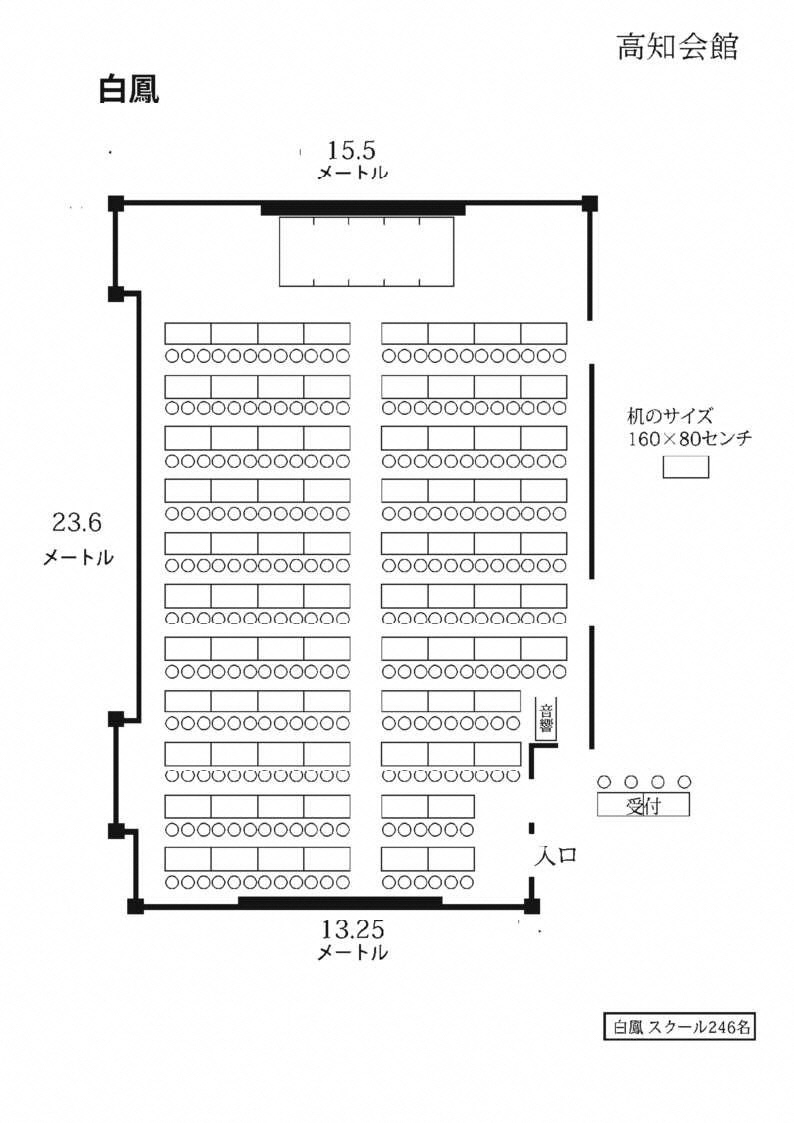 高知会館
白鳳
15.5
メートル
机のサイズ
160×80センチ
23.6
メートル
音響
受付
入口
13.25
メートル
白鳳 スクール246名